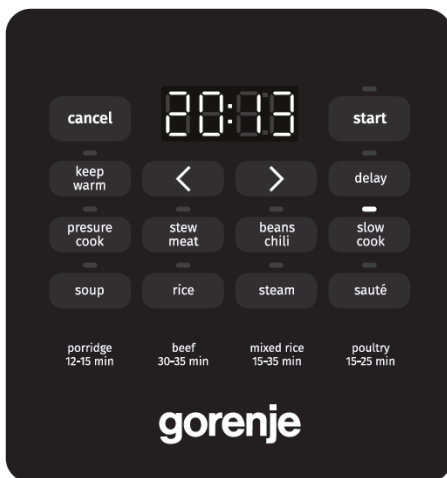 cancel 20:13 start
keep
warm
< >
delay
presure
cook
stew
meat
beans
chili
slow
cook
soup rice steam sauté
porridge
12-15 min
beef
30-35 min
mixed rice
15-35 min
poultry
15-25 min
gorenje